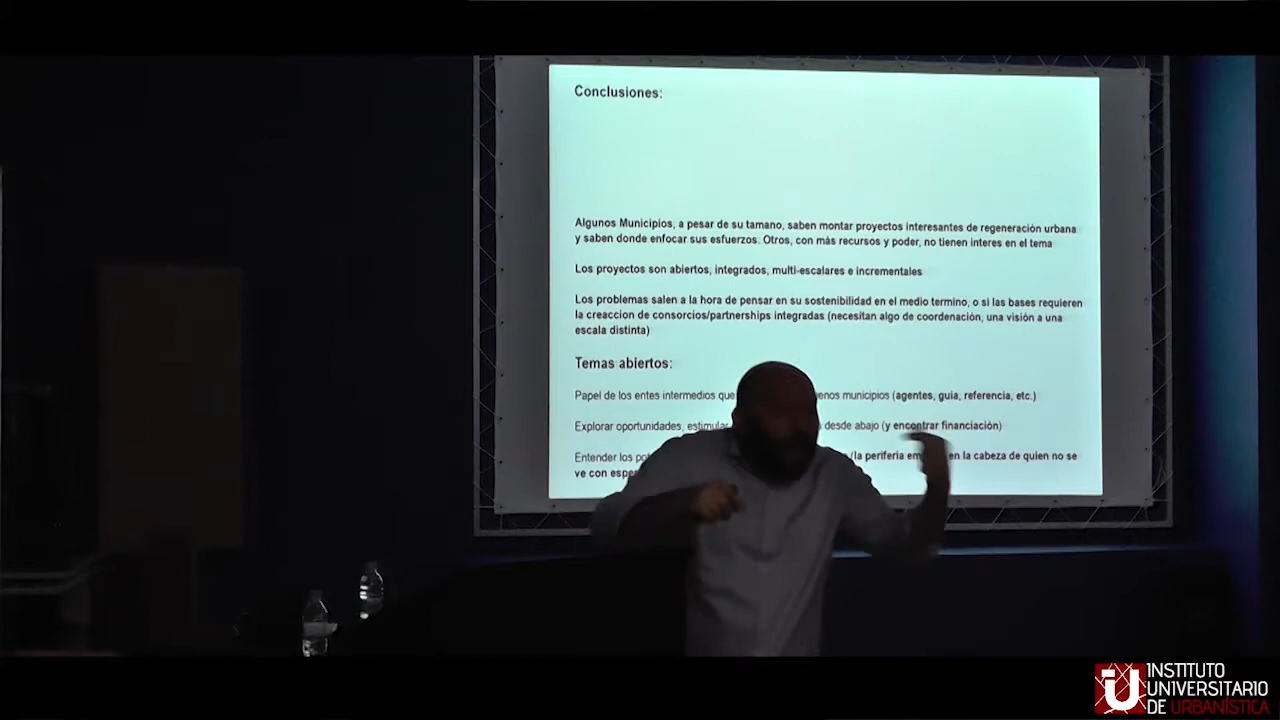 Conclusiones:
Algunos Municipios, a pesar de su tamano, saben montar proyectos interesantes de regeneración urbana
y saben donde enfocar sus esfuerzos. Otros, con más recursos y poder, no tienen interes en el tema
Los proyectos son abiertos, integrados, multi-escalares e incrementales
Los problemas salen a la hora de pensar en su sostenibilidad en el medio termino, o si las bases requieren
la creaccion de consorcios/partnerships integradas (necesitan algo de coordenación, una visión a una
escala distinta)
Temas abiertos:
Papel de los entes intermedios que municipios (agentes, guia, referencia, etc.)
Explorar oportunidades, estimular desde abajo (y encontrar financiación)
Entender los (la periferia en la cabeza de quien no se
ve con
INSTITUTO
UNIVERSITARIO
DE URBANÍSTICA